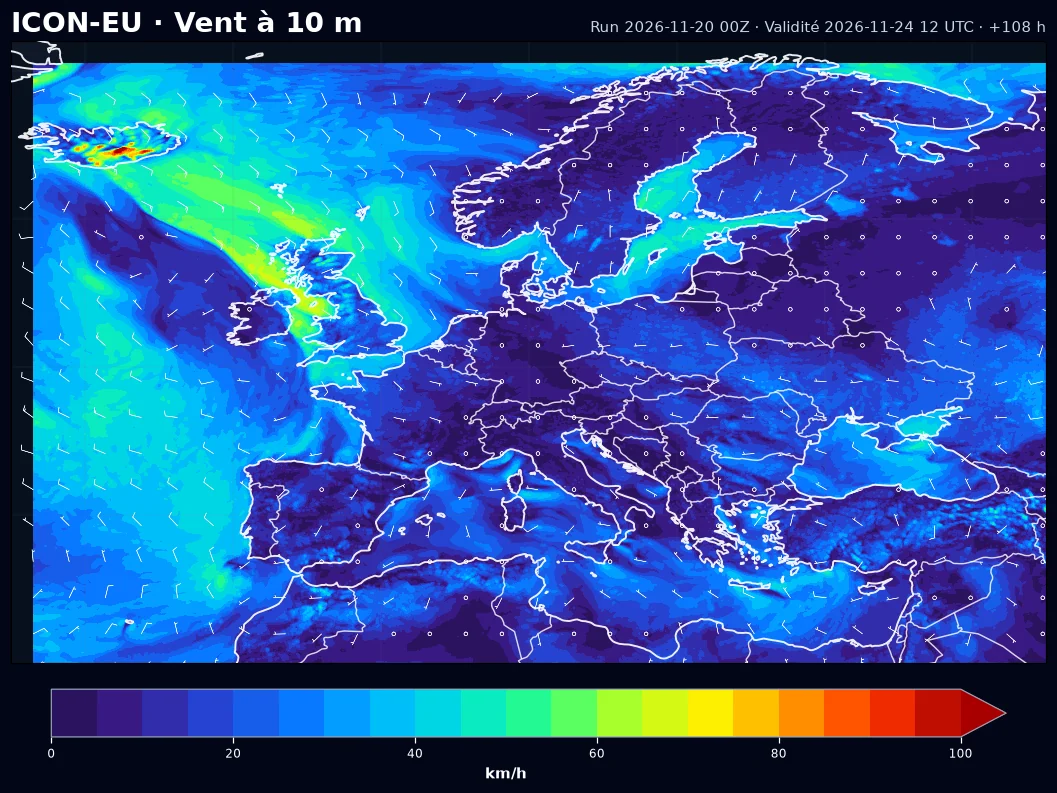 ICON-EU · Vent à 10 m
Run 2026-11-20 00Z · Validité 2026-11-24 12 UTC · +108 h
0 20 40 60 80 100
km/h